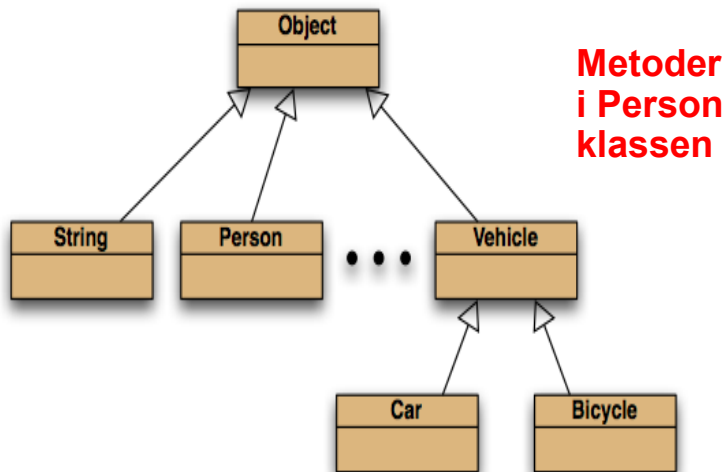 Object
Metoder
i Person
klassen
String
Person
Vehicle
Car
Bicycle